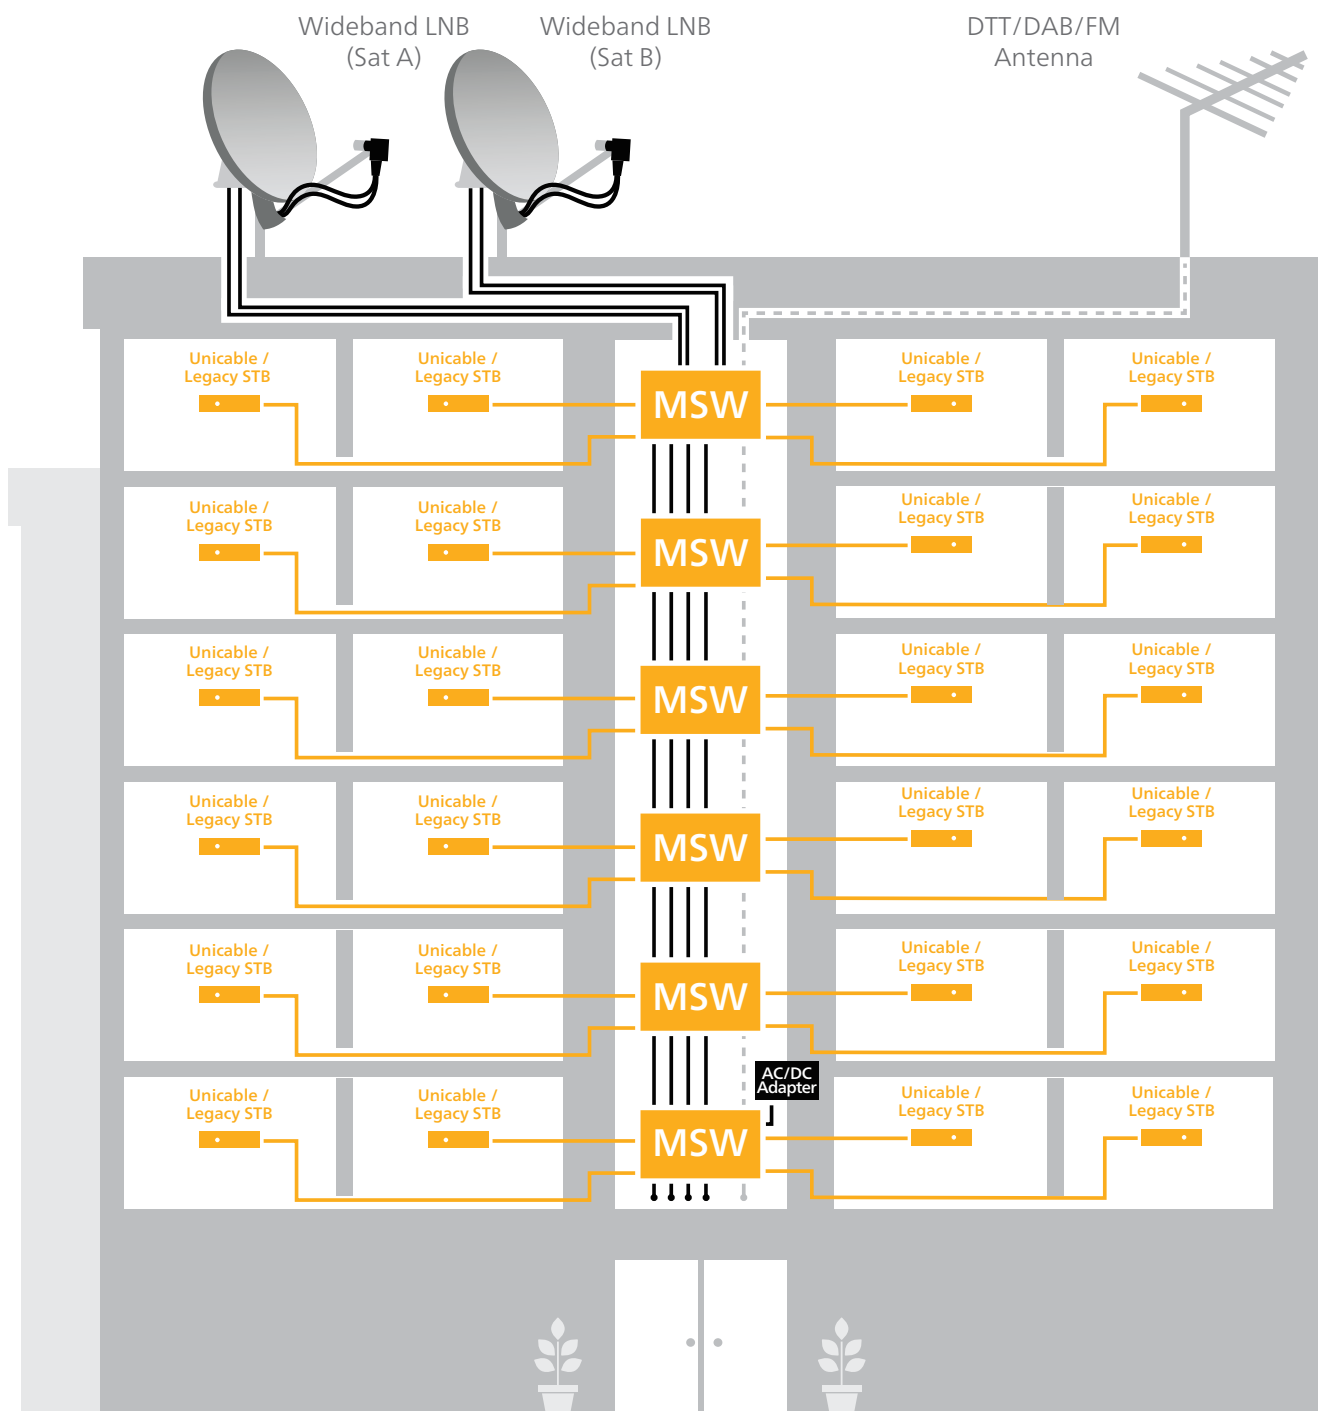 Wideband LNB
(Sat A)
Wideband LNB
(Sat B)
DTT/DAB/FM
Antenna
Unicable /
Legacy STB
Unicable /
Legacy STB
MSW
Unicable /
Legacy STB
Unicable /
Legacy STB
Unicable /
Legacy STB
Unicable /
Legacy STB
MSW
Unicable /
Legacy STB
Unicable /
Legacy STB
Unicable /
Legacy STB
Unicable /
Legacy STB
MSW
Unicable /
Legacy STB
Unicable /
Legacy STB
Unicable /
Legacy STB
Unicable /
Legacy STB
MSW
Unicable /
Legacy STB
Unicable /
Legacy STB
Unicable /
Legacy STB
Unicable /
Legacy STB
MSW
Unicable /
Legacy STB
Unicable /
Legacy STB
AC/DC
Adapter
Unicable /
Legacy STB
Unicable /
Legacy STB
MSW
Unicable /
Legacy STB
Unicable /
Legacy STB